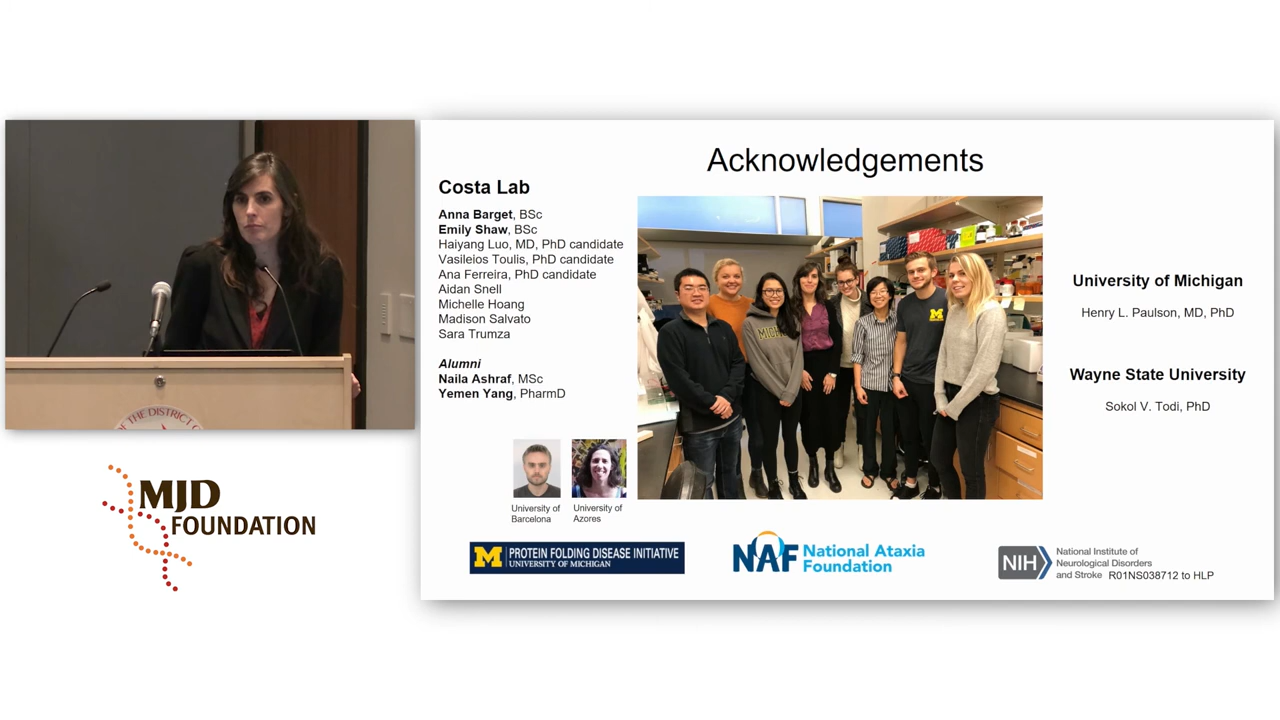 Acknowledgements
Costa Lab
Anna Barget, BSc
Emily Shaw, BSc
Haiyang Luo, MD, PhD candidate
Vasileios Toulis, PhD candidate
Ana Ferreira, PhD candidate
Aidan Snell
Michelle Hoang
Madison Salvato
Sara Trumza
Alumni
Naila Ashraf, MSc
Yemen Yang, PharmD
University of
Barcelona
University of
Azores
University of Michigan
Henry L. Paulson, MD, PhD
Wayne State University
Sokol V. Todi, PhD
M PROTEIN FOLDING DISEASE INITIATIVE
UNIVERSITY OF MICHIGAN
NAF National Ataxia
Foundation
NIH National Institute of
Neurological Disorders
and Stroke R01NS038712 to HLP
MJD
FOUNDATION
OF THE DISTRICT
M